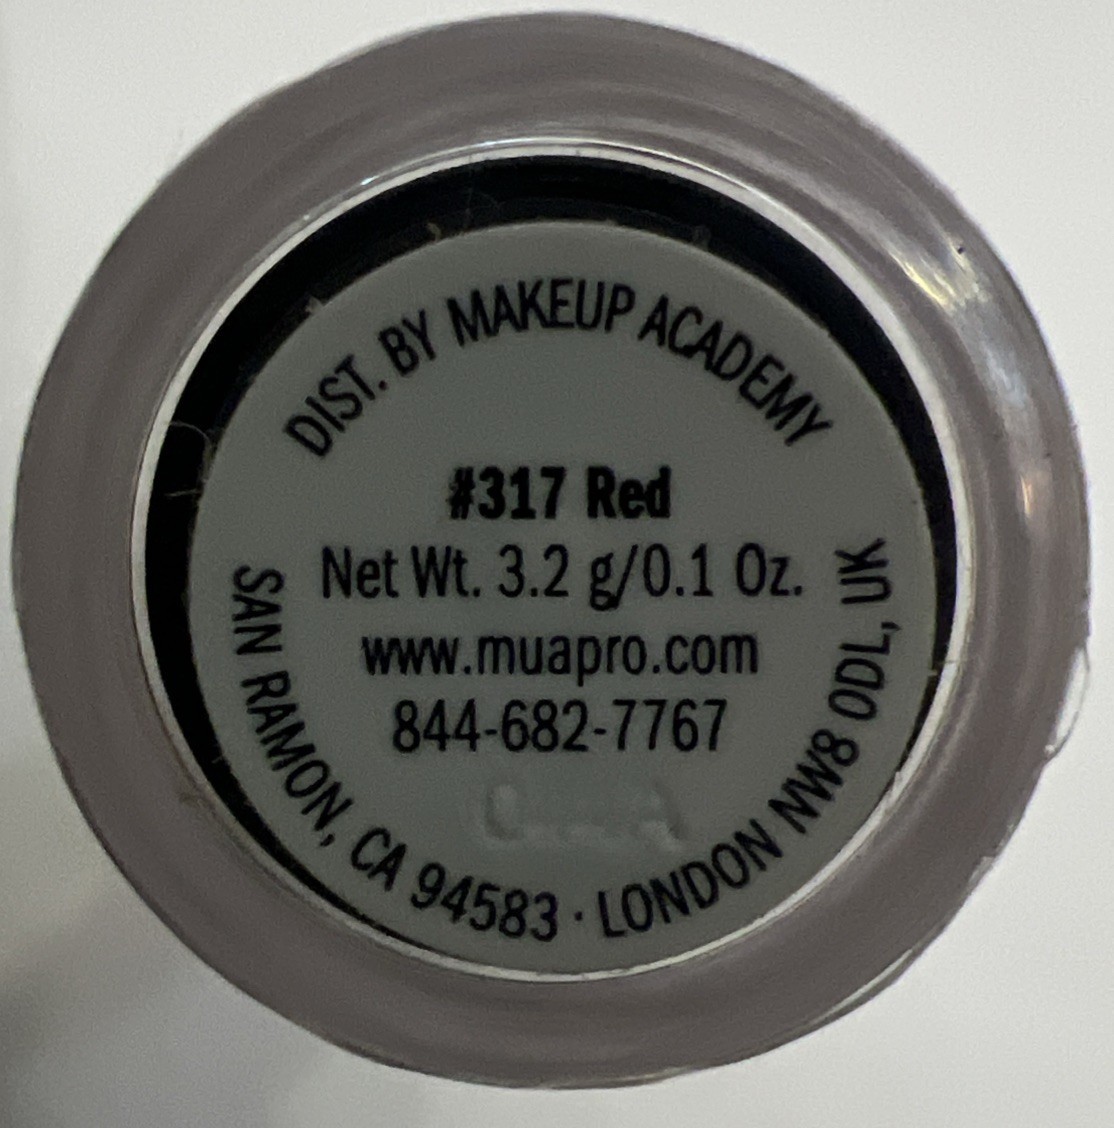 DIST. BY MAKEUP ACADEMY
#317 Red
Net Wt. 3.2 g/0.1 Oz.
www.muapro.com
844-682-7767
SAN RAMON, CA 94583 · LONDON NW8 0DL, UK